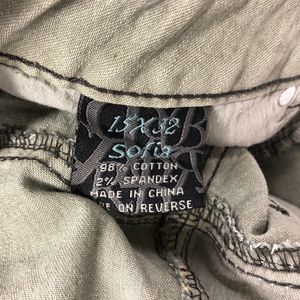 15X32
Sofia
98% COTTON
2% SPANDEX
MADE IN CHINA
ON REVERSE